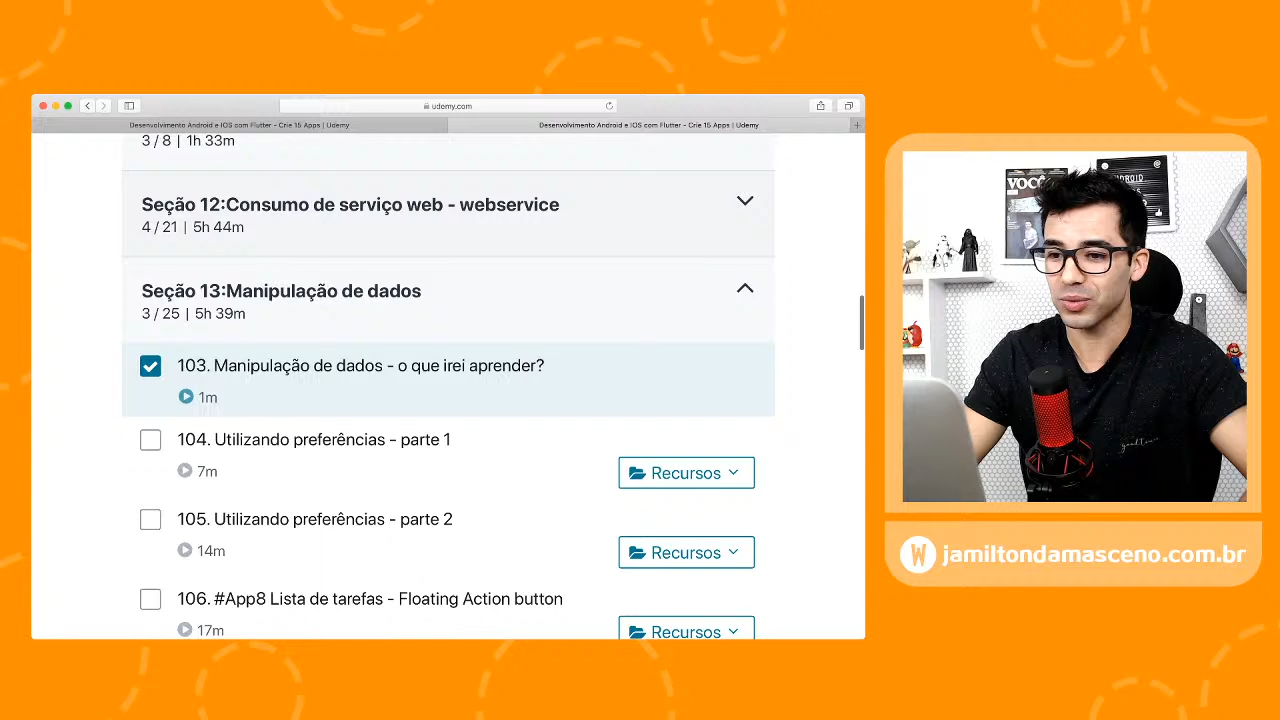 udemy.com
Desenvolvimento Android e IOS com Flutter - Crie 15 Apps | Udemy
Desenvolvimento Android e IOS com Flutter - Crie 15 Apps | Udemy
3 / 8 | 1h 33m
Seção 12:Consumo de serviço web - webservice
4 / 21 | 5h 44m
Seção 13:Manipulação de dados
3 / 25 | 5h 39m
103. Manipulação de dados - o que irei aprender?
1m
104. Utilizando preferências - parte 1
7m
Recursos
105. Utilizando preferências - parte 2
14m
Recursos
106. #App8 Lista de tarefas - Floating Action button
17m
Recursos
VOCÊ
ANDROID
W jamiltondamasceno.com.br